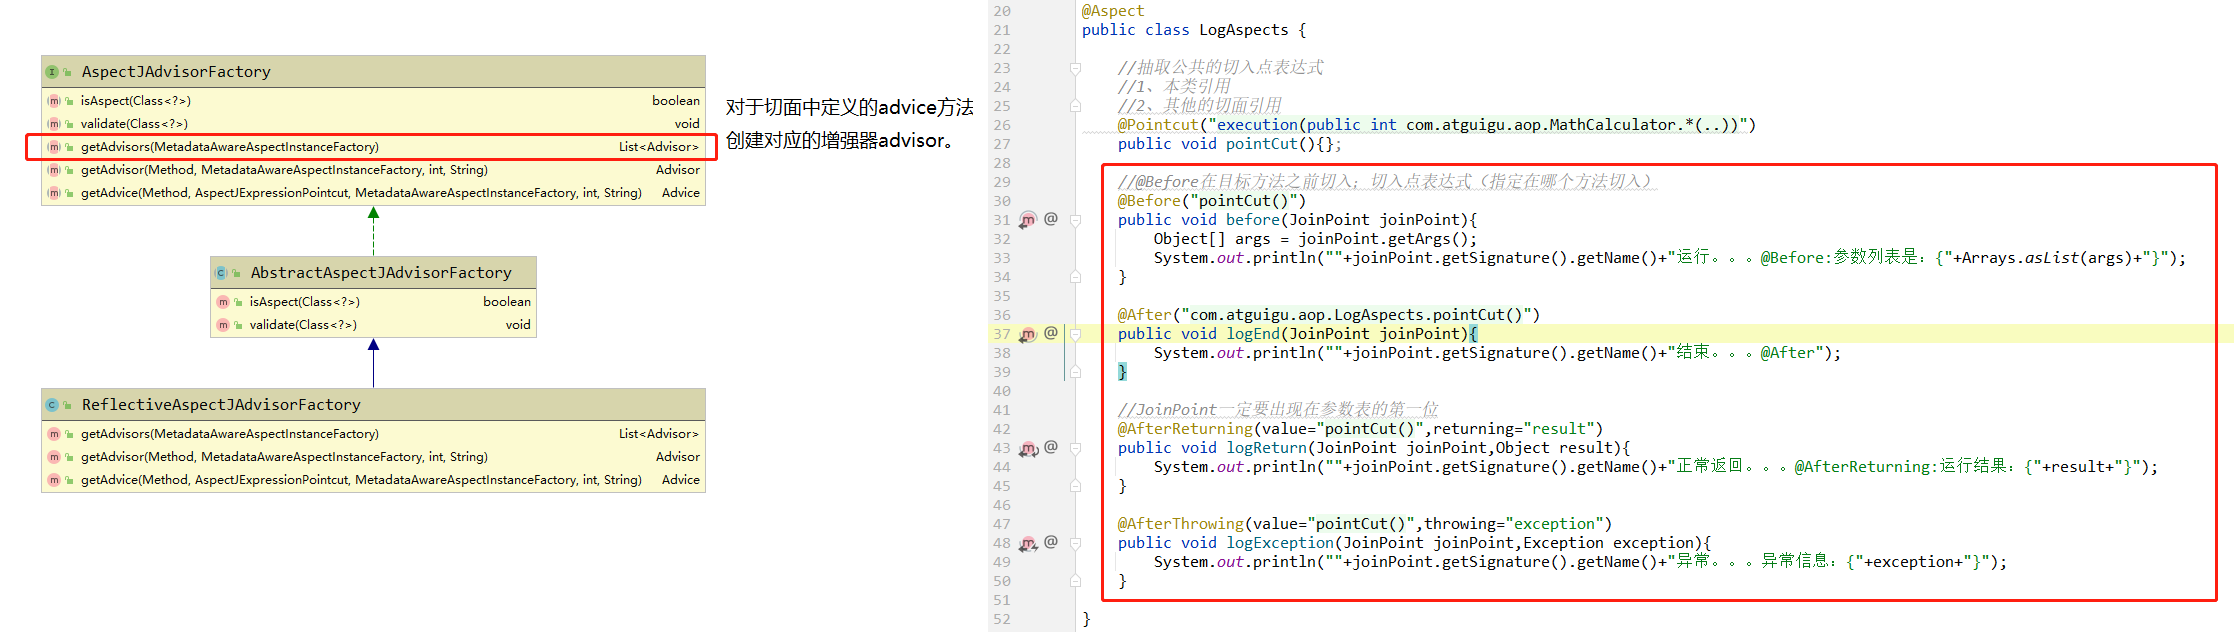 AspectJAdvisorFactory
isAspect(Class<?>) boolean
validate(Class<?>) void
getAdvisors(MetadataAwareAspectInstanceFactory) List<Advisor>
getAdvisor(Method, MetadataAwareAspectInstanceFactory, int, String) Advisor
getAdvice(Method, AspectJExpressionPointcut, MetadataAwareAspectInstanceFactory, int, String) Advice
对于切面中定义的advice方法
创建对应的增强器advisor。
AbstractAspectJAdvisorFactory
isAspect(Class<?>) boolean
validate(Class<?>) void
ReflectiveAspectJAdvisorFactory
getAdvisors(MetadataAwareAspectInstanceFactory) List<Advisor>
getAdvisor(Method, MetadataAwareAspectInstanceFactory, int, String) Advisor
getAdvice(Method, AspectJExpressionPointcut, MetadataAwareAspectInstanceFactory, int, String) Advice
20 @Aspect
21 public class LogAspects {
22
23 //抽取公共的切入点表达式
24 //1、本类引用
25 //2、其他的切面引用
26 @Pointcut("execution(public int com.atguigu.aop.MathCalculator.*(..))")
27 public void pointCut(){};
28
29 //@Before在目标方法之前切入；切入点表达式（指定在哪个方法切入）
30 @Before("pointCut()")
31 public void before(JoinPoint joinPoint){
32 Object[] args = joinPoint.getArgs();
33 System.out.println(""+joinPoint.getSignature().getName()+"运行。。。@Before:参数列表是：{"+Arrays.asList(args)+"}");
34 }
35
36 @After("com.atguigu.aop.LogAspects.pointCut()")
37 public void logEnd(JoinPoint joinPoint){
38 System.out.println(""+joinPoint.getSignature().getName()+"结束。。。@After");
39 }
40
41 //JoinPoint一定要出现在参数表的第一位
42 @AfterReturning(value="pointCut()",returning="result")
43 public void logReturn(JoinPoint joinPoint,Object result){
44 System.out.println(""+joinPoint.getSignature().getName()+"正常返回。。。@AfterReturning:运行结果：{"+result+"}");
45 }
46
47 @AfterThrowing(value="pointCut()",throwing="exception")
48 public void logException(JoinPoint joinPoint,Exception exception){
49 System.out.println(""+joinPoint.getSignature().getName()+"异常。。。异常信息：{"+exception+"}");
50 }
51
52 }